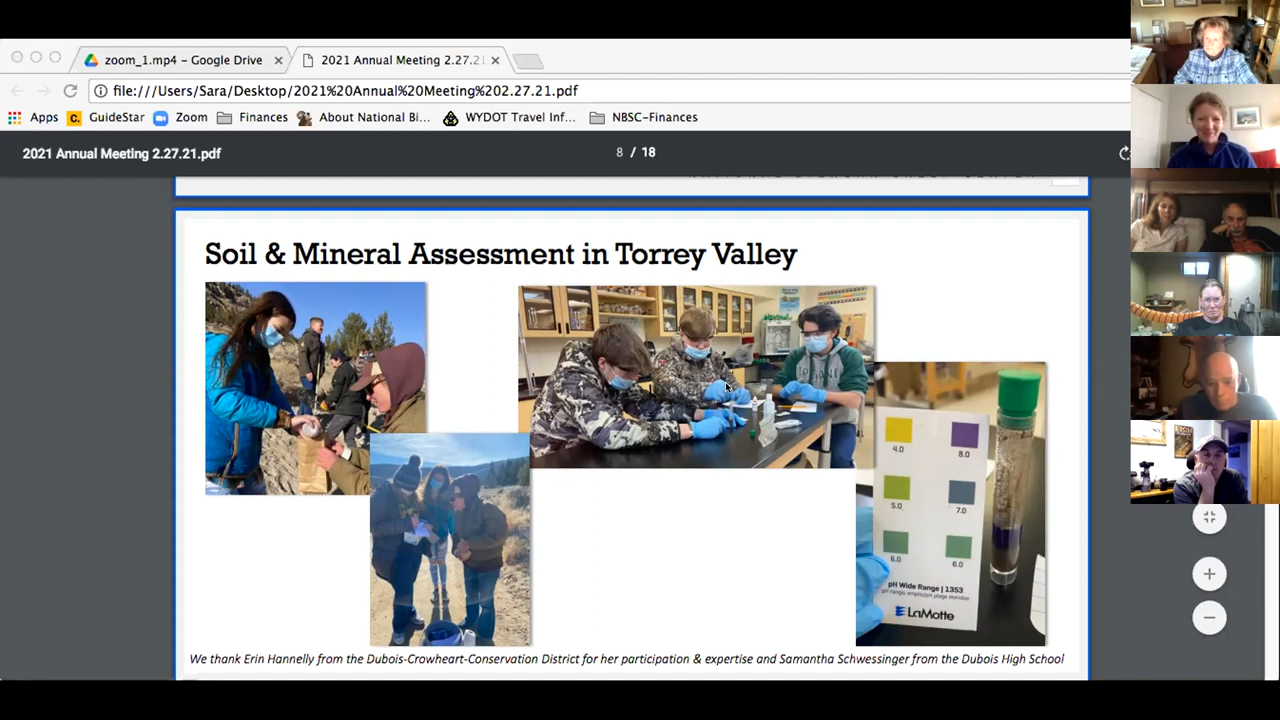 zoom_1.mp4 - Google Drive
2021 Annual Meeting 2.27.21
file:///Users/Sara/Desktop/2021%20Annual%20Meeting%202.27.21.pdf
Apps GuideStar Zoom Finances About National Bi... WYDOT Travel Inf... NBSC-Finances
2021 Annual Meeting 2.27.21.pdf
8 / 18
Soil & Mineral Assessment in Torrey Valley
4.0 8.0
5.0 7.0
6.0 6.0
pH Wide Range | 1353
LaMotte
We thank Erin Hannelly from the Dubois-Crowheart-Conservation District for her participation & expertise and Samantha Schwessinger from the Dubois High School